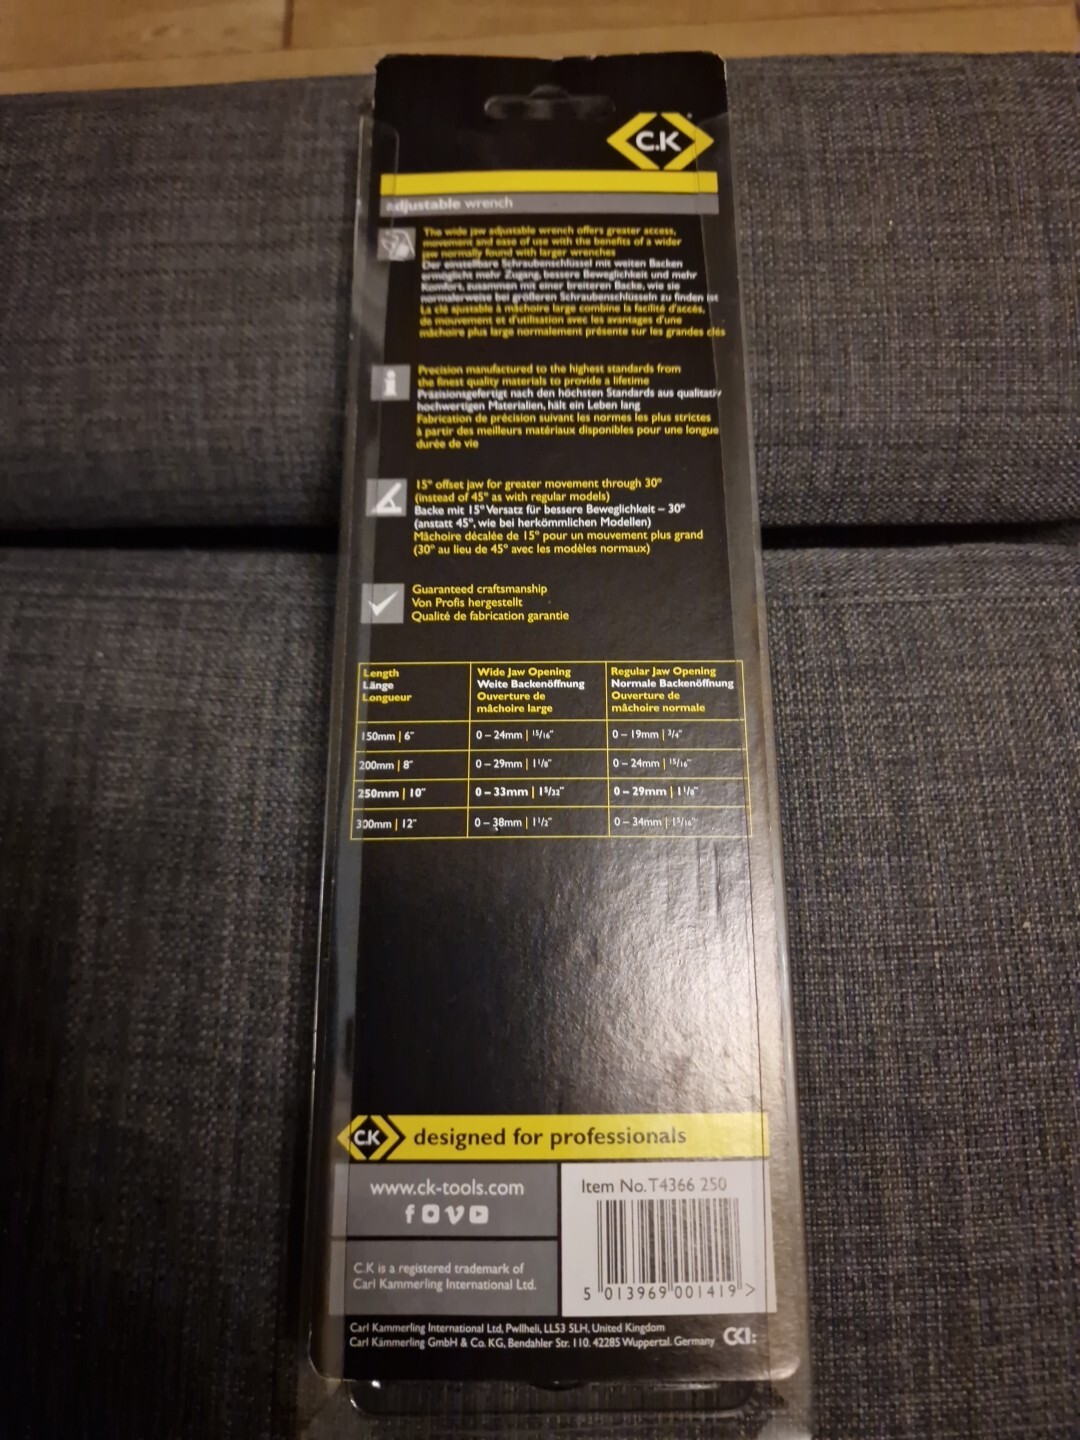 C.K
adjustable wrench
The wide jaw adjustable wrench offers greater access,
movement and ease of use with the benefits of a wider
jaw normally found with larger wrenches
Der einstellbare Schraubenschlüssel mit weiten Backen
ermöglicht mehr Zugang, bessere Beweglichkeit und mehr
Komfort, zusammen mit einer breiteren Backe, wie sie
normalerweise bei größeren Schraubenschlüsseln zu finden ist
La clé ajustable à mâchoire large combine la facilité d'accès,
de mouvement et d'utilisation avec les avantages d'une
mâchoire plus large normalement présente sur les grandes clés
Precision manufactured to the highest standards from
the finest quality materials to provide a lifetime
Präzisionsgefertigt nach den höchsten Standards aus qualitativ
hochwertigen Materialien, hält ein Leben lang
Fabrication de précision suivant les normes les plus strictes
à partir des meilleurs matériaux disponibles pour une longue
durée de vie
15° offset jaw for greater movement through 30°
(instead of 45° as with regular models)
Backe mit 15° Versatz für bessere Beweglichkeit – 30°
(anstatt 45°, wie bei herkömmlichen Modellen)
Mâchoire décalée de 15° pour un mouvement plus grand
(30° au lieu de 45° avec les modèles normaux)
Guaranteed craftsmanship
Von Profis hergestellt
Qualité de fabrication garantie
Length
Länge
Longueur
Wide Jaw Opening
Weite Backenöffnung
Ouverture de
mâchoire large
Regular Jaw Opening
Normale Backenöffnung
Ouverture de
mâchoire normale
150mm | 6" 0 – 24mm | 15/16" 0 – 19mm | 3/4"
200mm | 8" 0 – 29mm | 1 1/8" 0 – 24mm | 15/16"
250mm | 10" 0 – 33mm | 1 5/32" 0 – 29mm | 1 1/8"
300mm | 12" 0 – 38mm | 1 1/2" 0 – 34mm | 1 5/16"
C.K designed for professionals
www.ck-tools.com
C.K is a registered trademark of
Carl Kammerling International Ltd.
Item No. T4366 250
5 013969 001419 >
Carl Kammerling International Ltd, Pwllheli, LL53 5LH, United Kingdom
Carl Kämmerling GmbH & Co. KG, Bendahler Str. 110. 42285 Wuppertal. Germany
CKI: